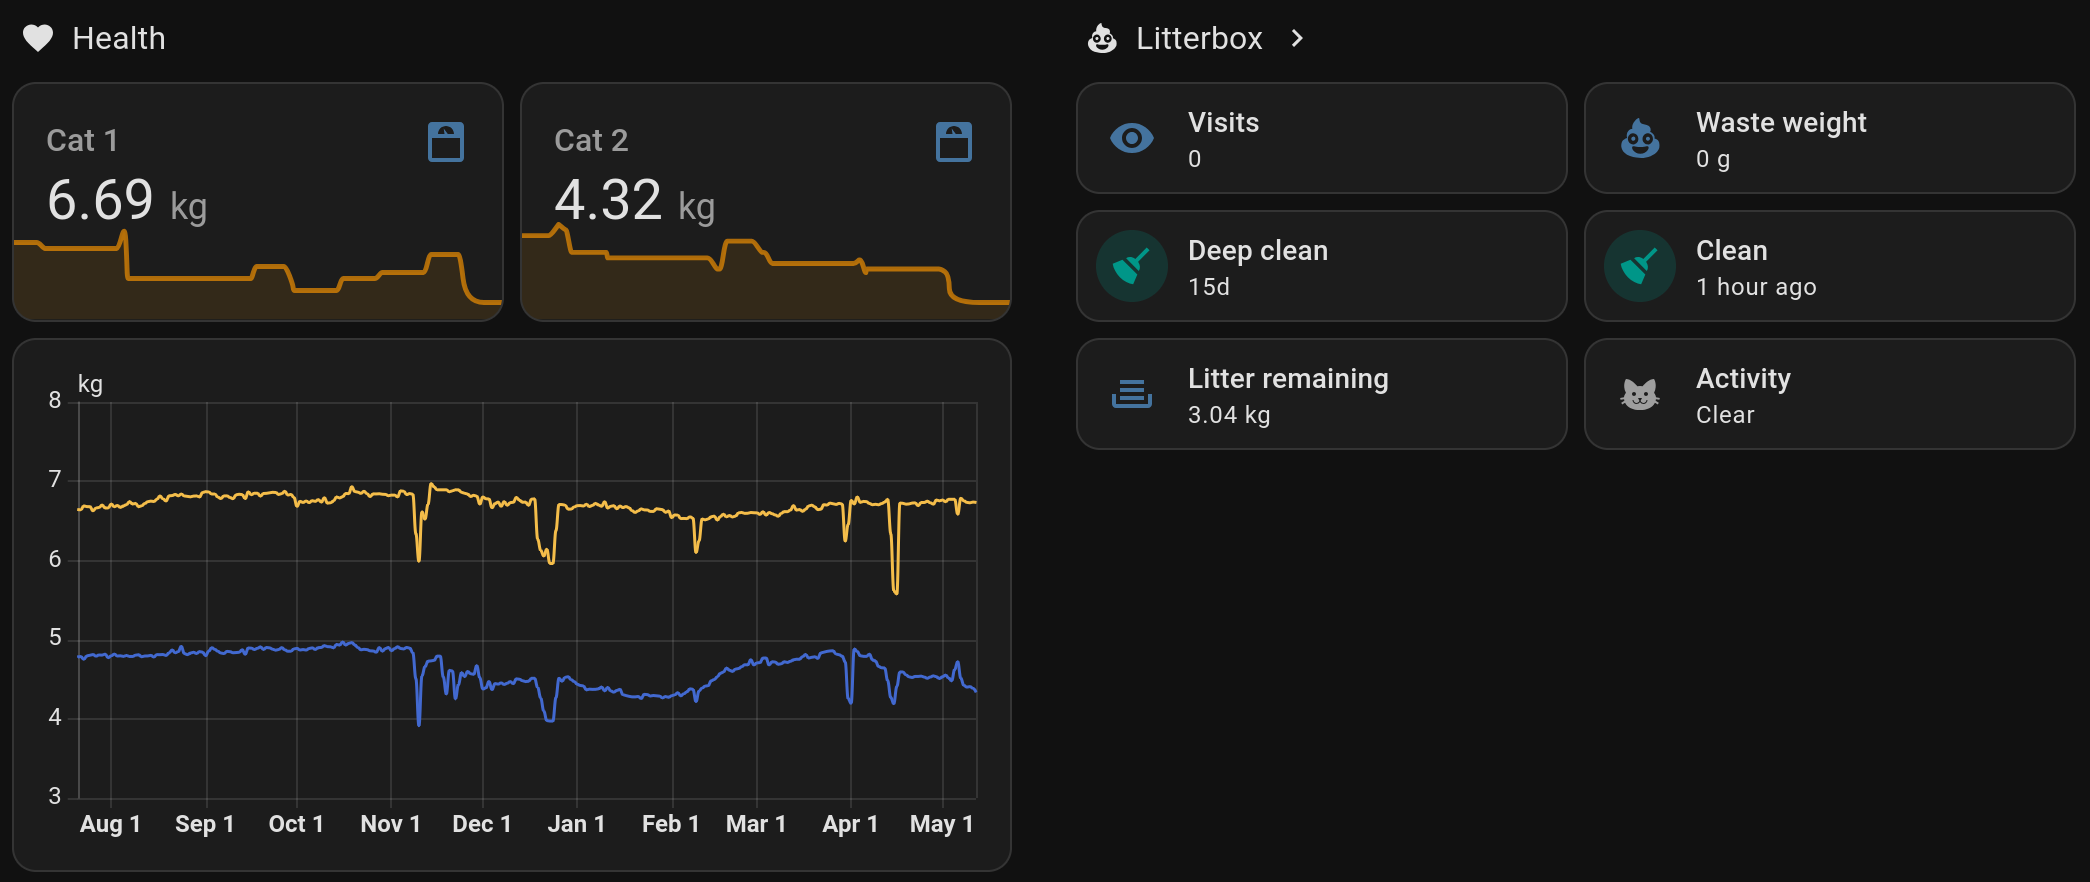 Health
Cat 1
6.69 kg
Cat 2
4.32 kg
kg
8
7
6
5
4
3
Aug 1 Sep 1 Oct 1 Nov 1 Dec 1 Jan 1 Feb 1 Mar 1 Apr 1 May 1
Litterbox
Visits
0
Waste weight
0 g
Deep clean
15d
Clean
1 hour ago
Litter remaining
3.04 kg
Activity
Clear